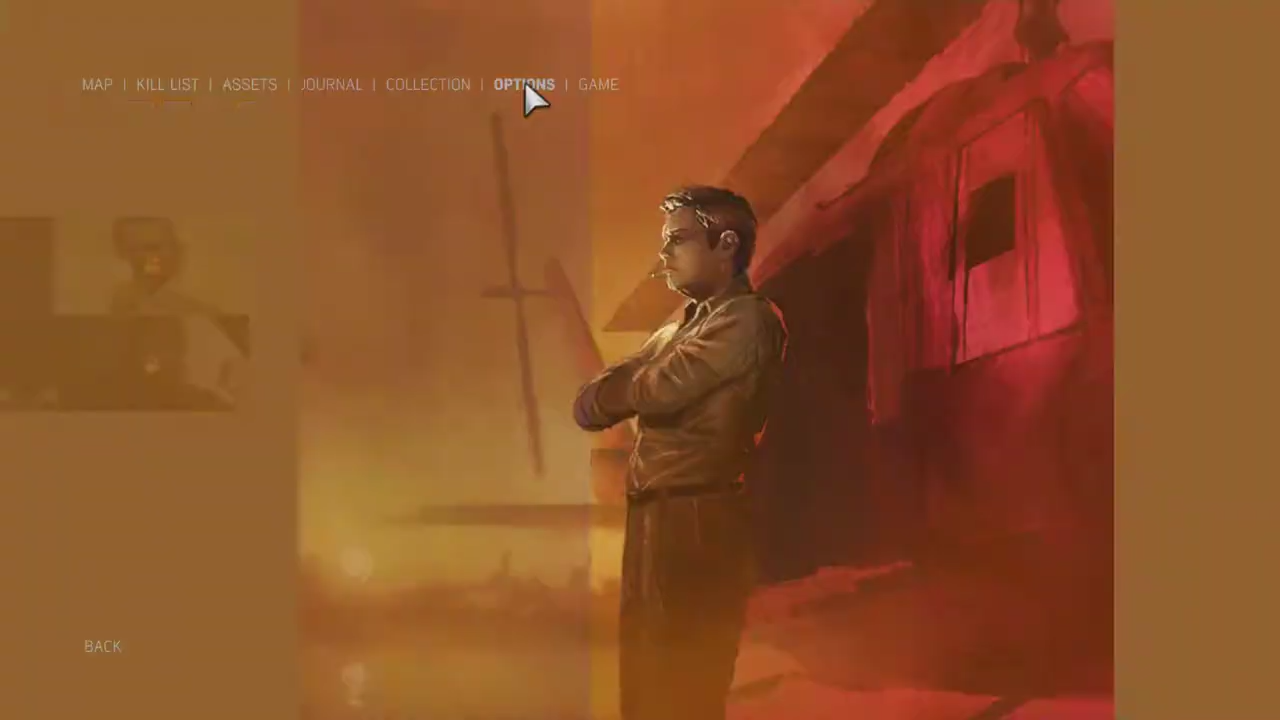 MAP | KILL LIST | ASSETS | JOURNAL | COLLECTION | OPTIONS | GAME
BACK